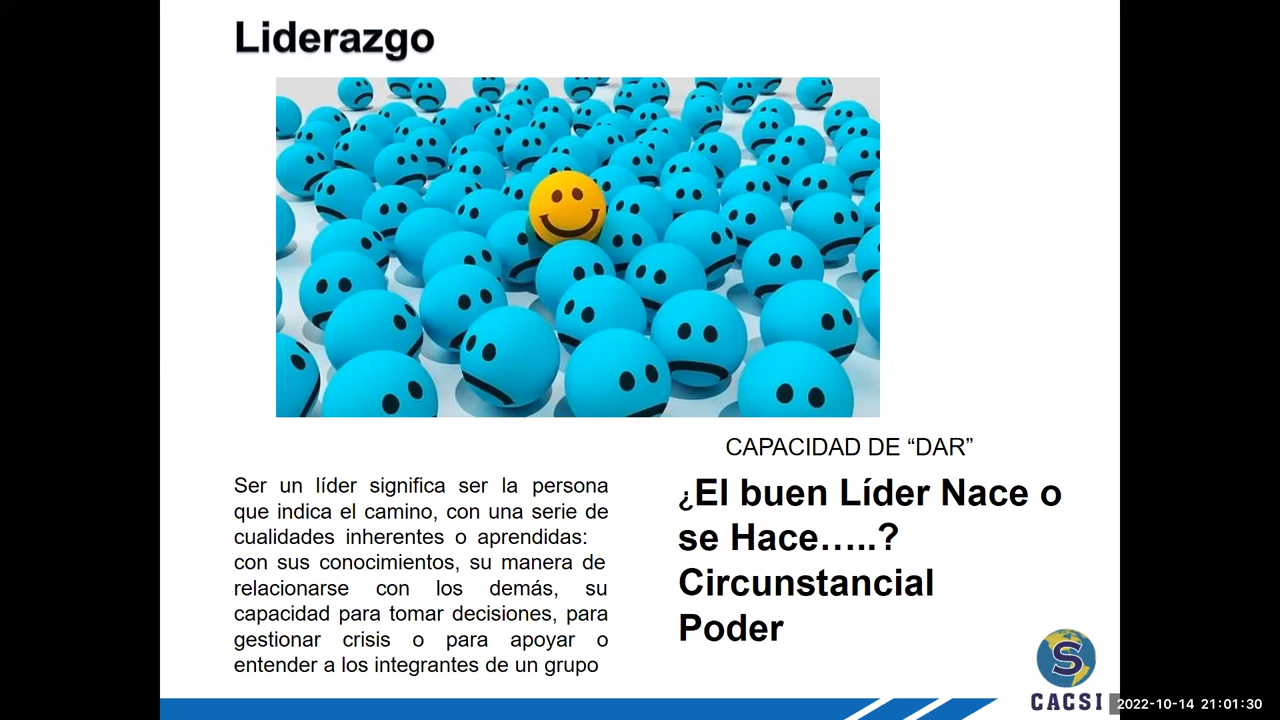 Liderazgo
CAPACIDAD DE “DAR”
Ser un líder significa ser la persona
que indica el camino, con una serie de
cualidades inherentes o aprendidas:
con sus conocimientos, su manera de
relacionarse con los demás, su
capacidad para tomar decisiones, para
gestionar crisis o para apoyar o
entender a los integrantes de un grupo
¿El buen Líder Nace o
se Hace…..?
Circunstancial
Poder
S
CACSI
2022-10-14 21:01:30